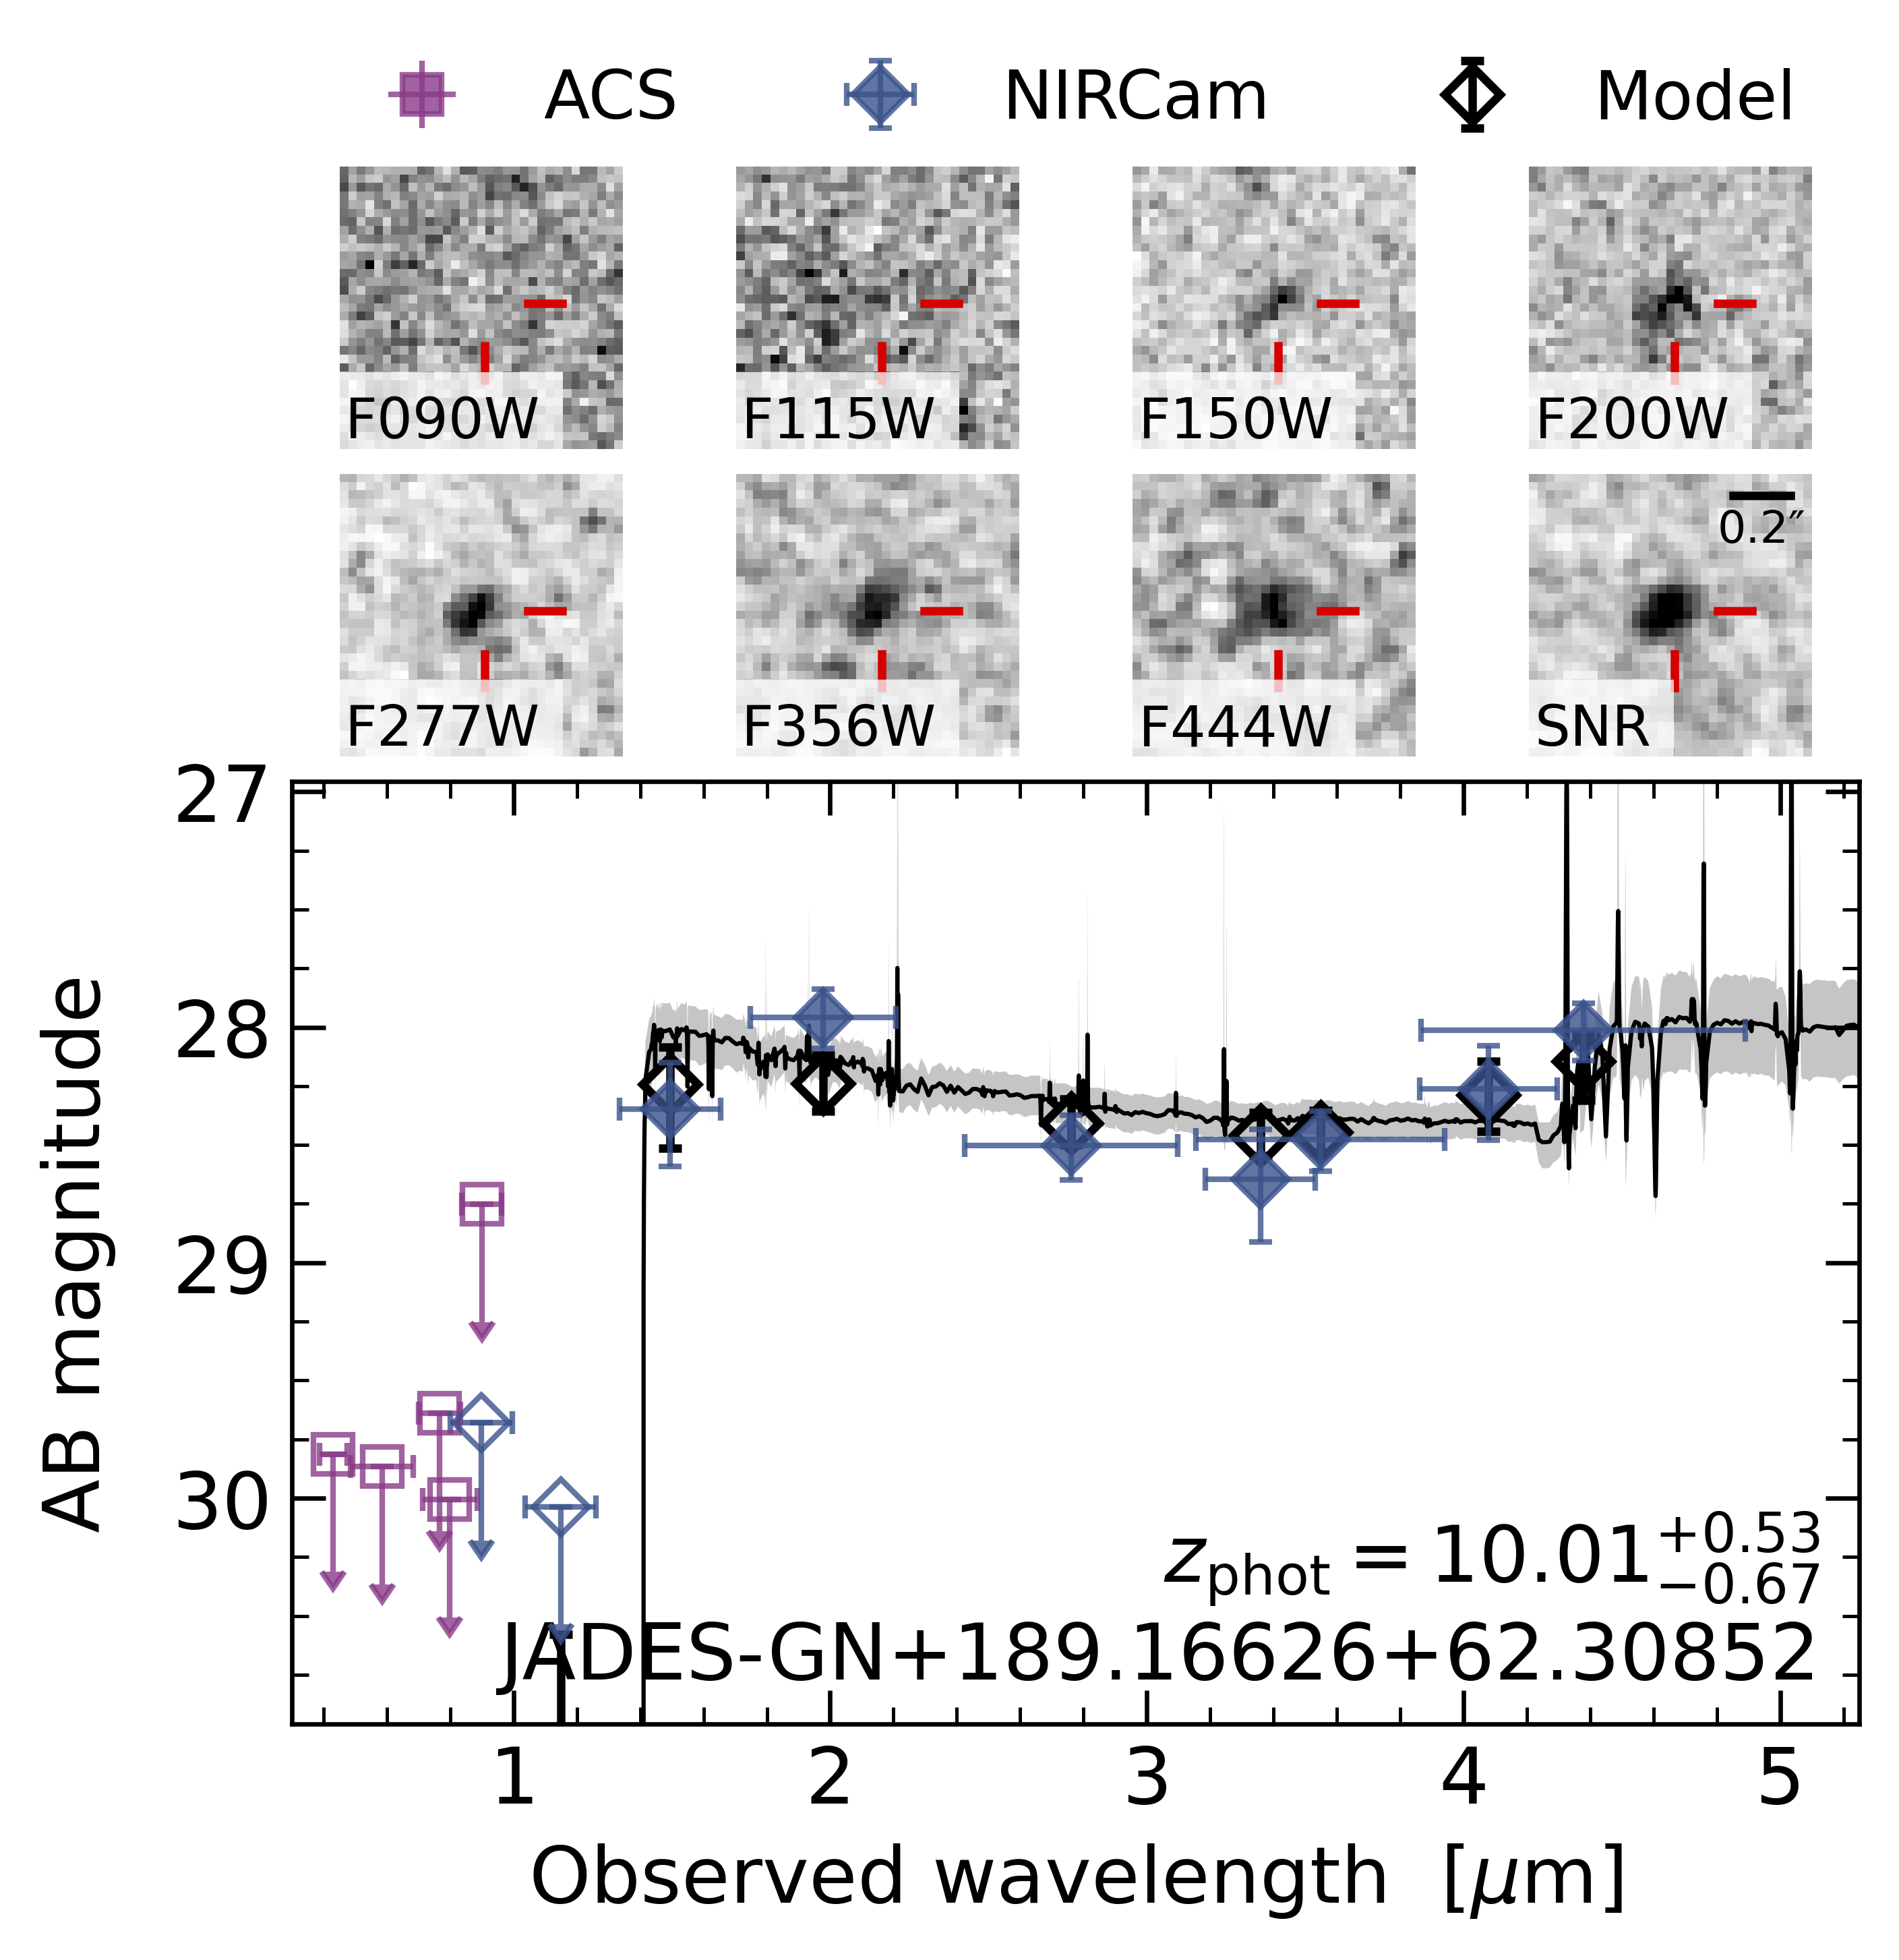 ACS NIRCam Model
F090W F115W F150W F200W
0.2″
F277W F356W F444W SNR
27
28
29
30
AB magnitude
z_phot = 10.01 +0.53 −0.67
JADES-GN+189.16626+62.30852
1 2 3 4 5
Observed wavelength [μm]